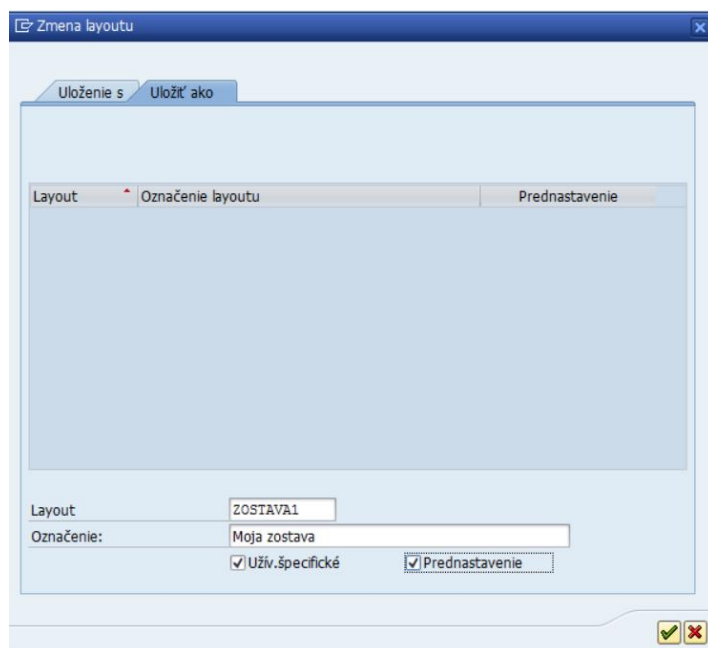 Zmena layoutu
Uloženie s Uložiť ako
Layout Označenie layoutu Prednastavenie
Layout ZOSTAVA1
Označenie: Moja zostava
Užív.špecifické Prednastavenie